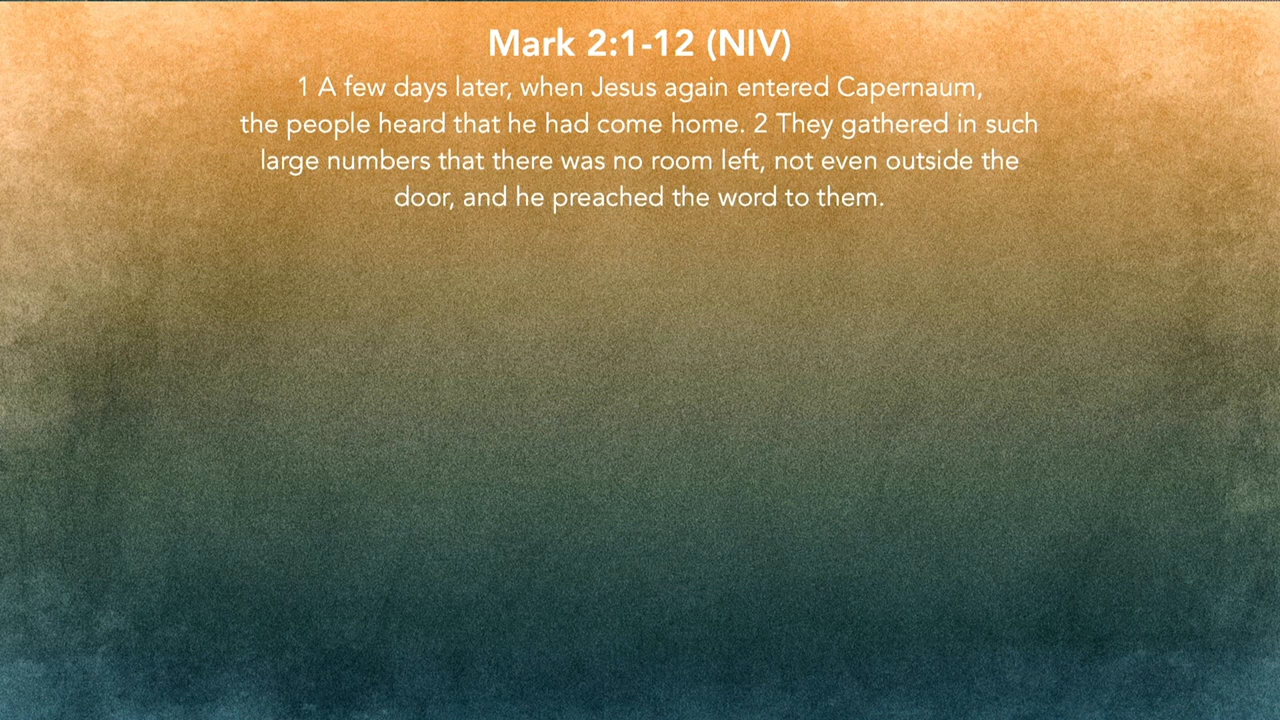 Mark 2:1-12 (NIV)
1 A few days later, when Jesus again entered Capernaum,
the people heard that he had come home. 2 They gathered in such
large numbers that there was no room left, not even outside the
door, and he preached the word to them.